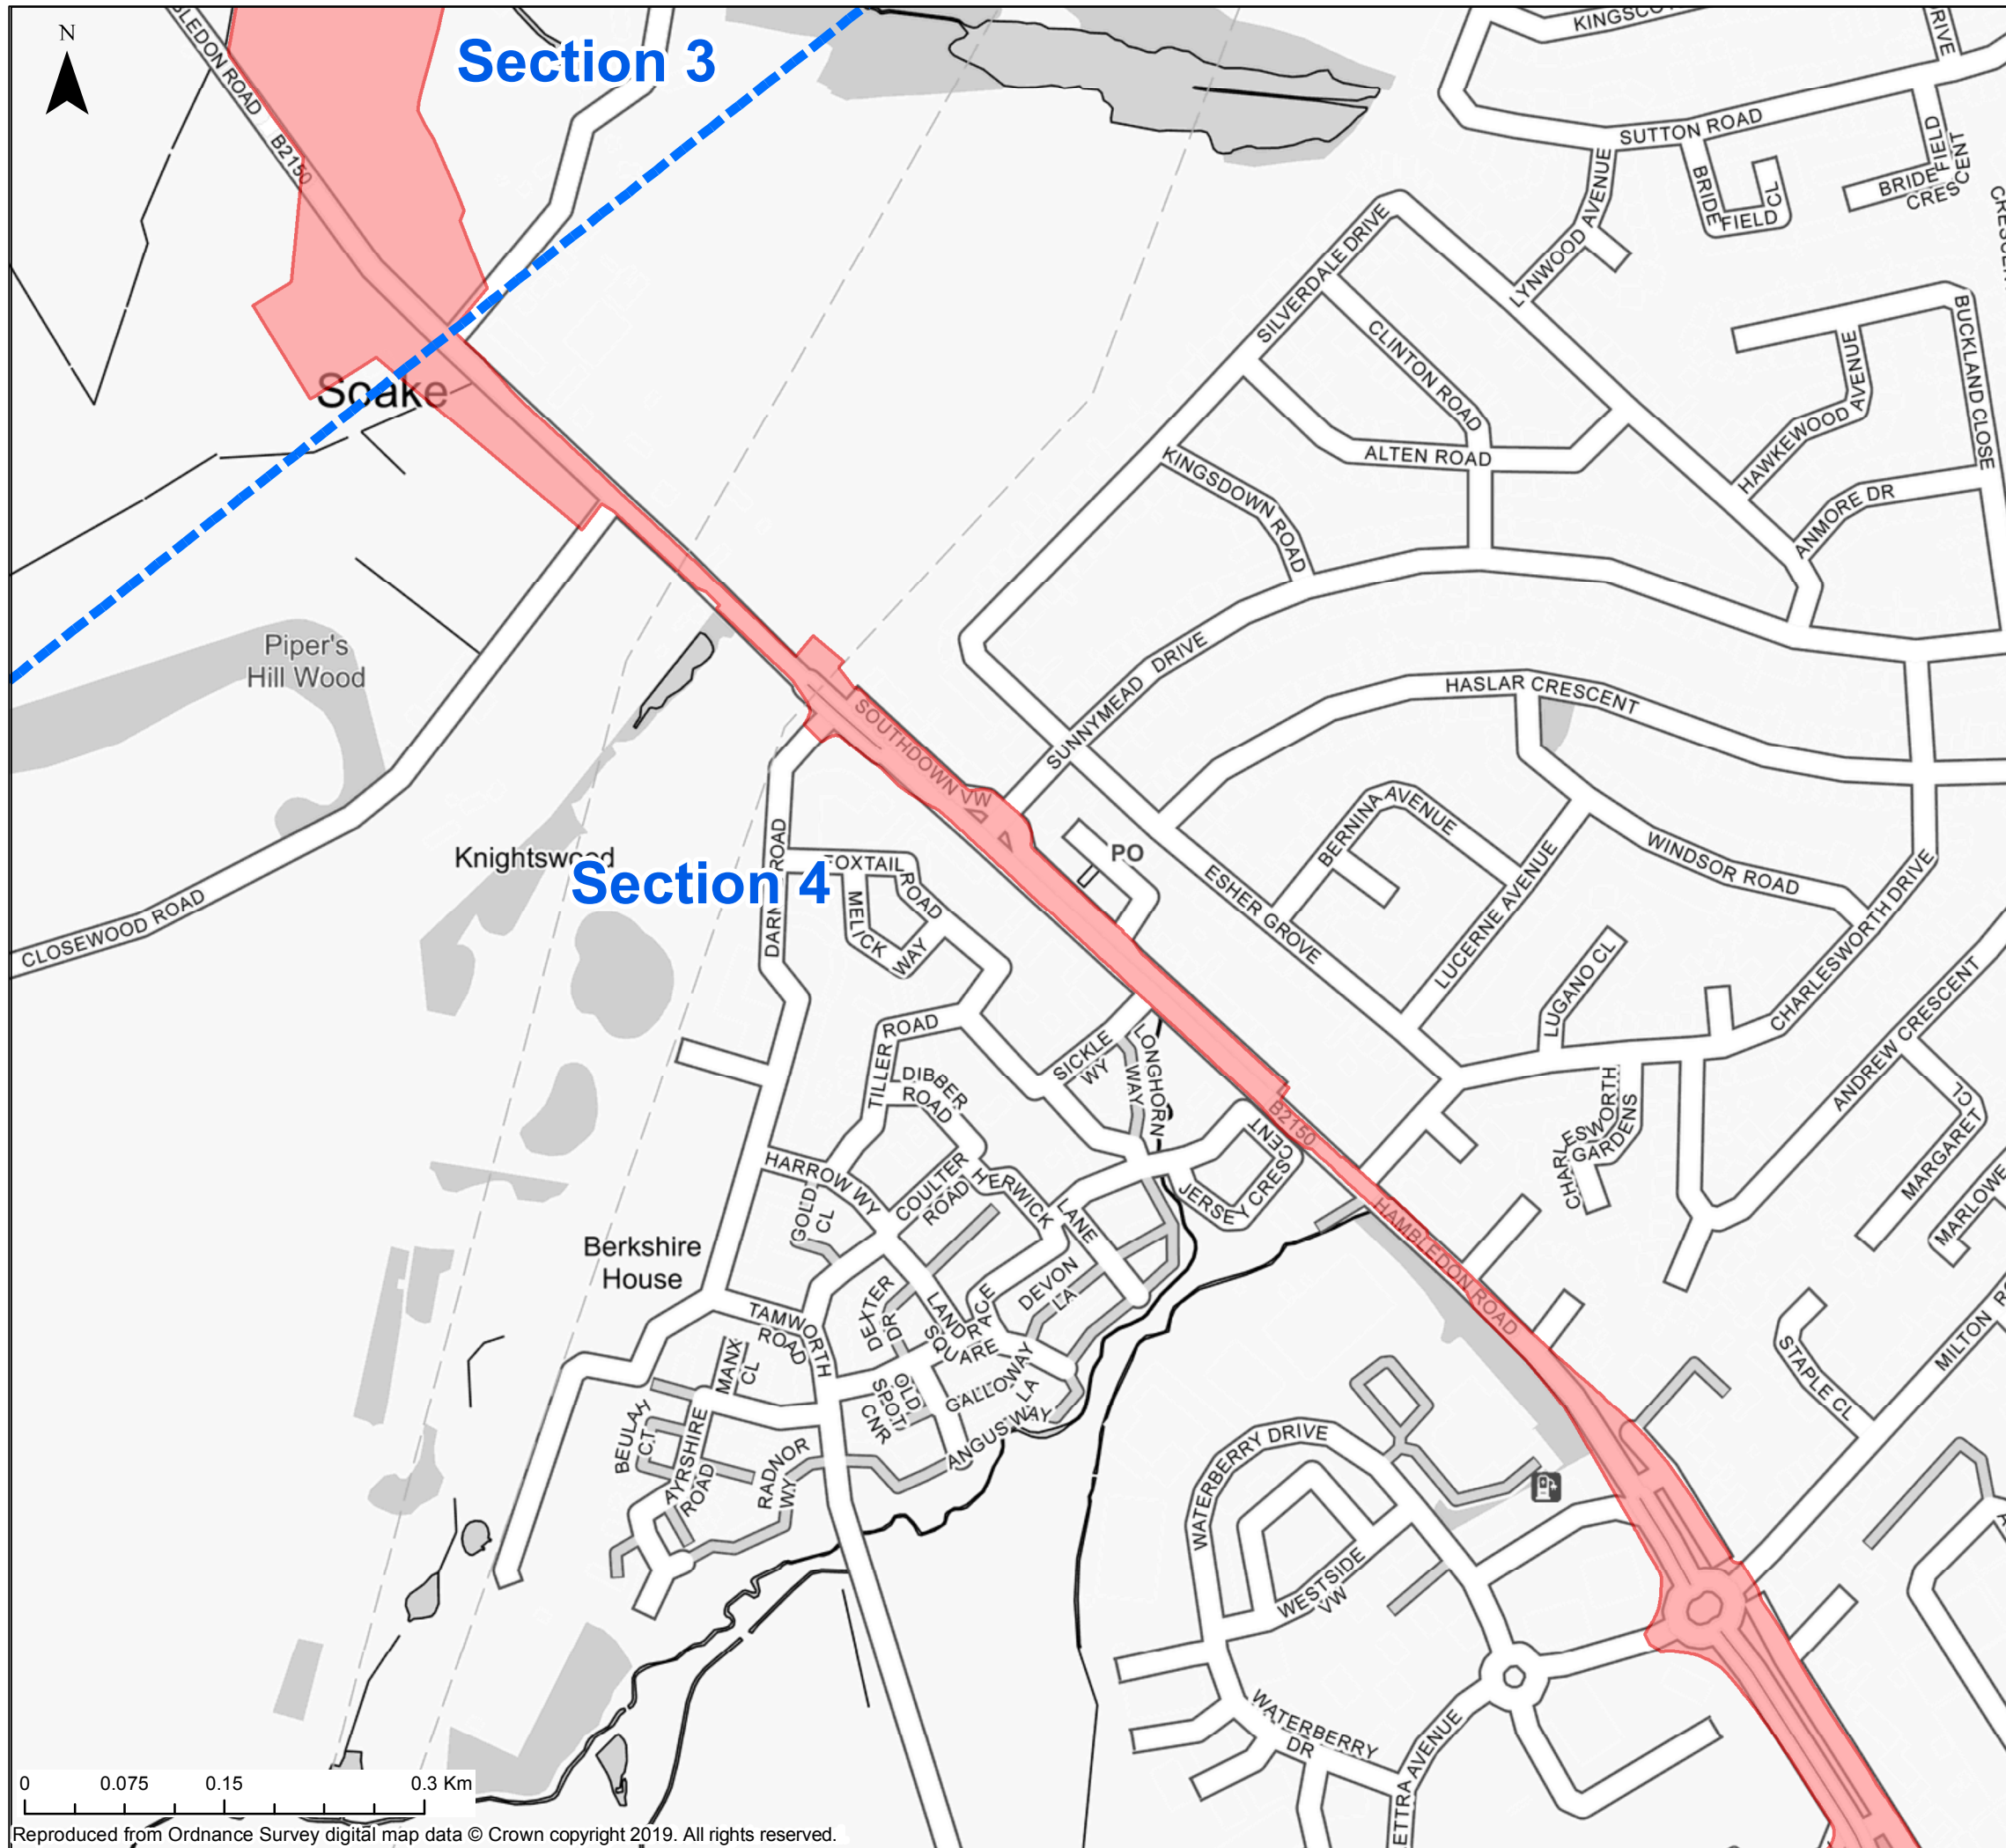 N
Section 3
KINGSCO
DRIVE
BLEDON ROAD
B2150
SUTTON ROAD
BRIDEFIELD CRESCENT
BRIDEFIELD CL
LYNWOOD AVENUE
SILVERDALE DRIVE
CLINTON ROAD
BUCKLAND CLOSE
HAWKEWOOD AVENUE
ALTEN ROAD
Soake
KINGSDOWN ROAD
ANMORE DR
Piper's
Hill Wood
SUNNYMEAD DRIVE
HASLAR CRESCENT
SOUTHDOWN VW
BERNINA AVENUE
WINDSOR ROAD
PO
Knightswood
Section 4
FOXTAIL ROAD
MELICK WAY
ESHER GROVE
LUCERNE AVENUE
CHARLESWORTH DRIVE
CLOSEWOOD ROAD
LUGANO CL
ANDREW CRESCENT
TILLER ROAD
SICKLE
WY
LONGHORN
WAY
DIBBER
ROAD
B2150
CHARLESWORTH
GARDENS
MARGARET CL
HARROW WY
COULTER
ROAD
HERWICK LANE
JERSEY CRESCENT
GOLD
CL
HAMBLEDON ROAD
MARLOWE
Berkshire
House
DEVON
LA
DEXTER
DR
LANDRACE
SQUARE
TAMWORTH
ROAD
MANX
CL
STAPLE CL
MILTON RO
OLD
SPOT
CNR
GALLOWAY
LA
BEULAH
CT
AYRSHIRE
ROAD
RADNOR
WY
ANGUS WAY
WATERBERRY DRIVE
WESTSIDE
VW
WATERBERRY
DR
ETTRA AVENUE
0 0.075 0.15 0.3 Km
Reproduced from Ordnance Survey digital map data © Crown copyright 2019. All rights reserved.